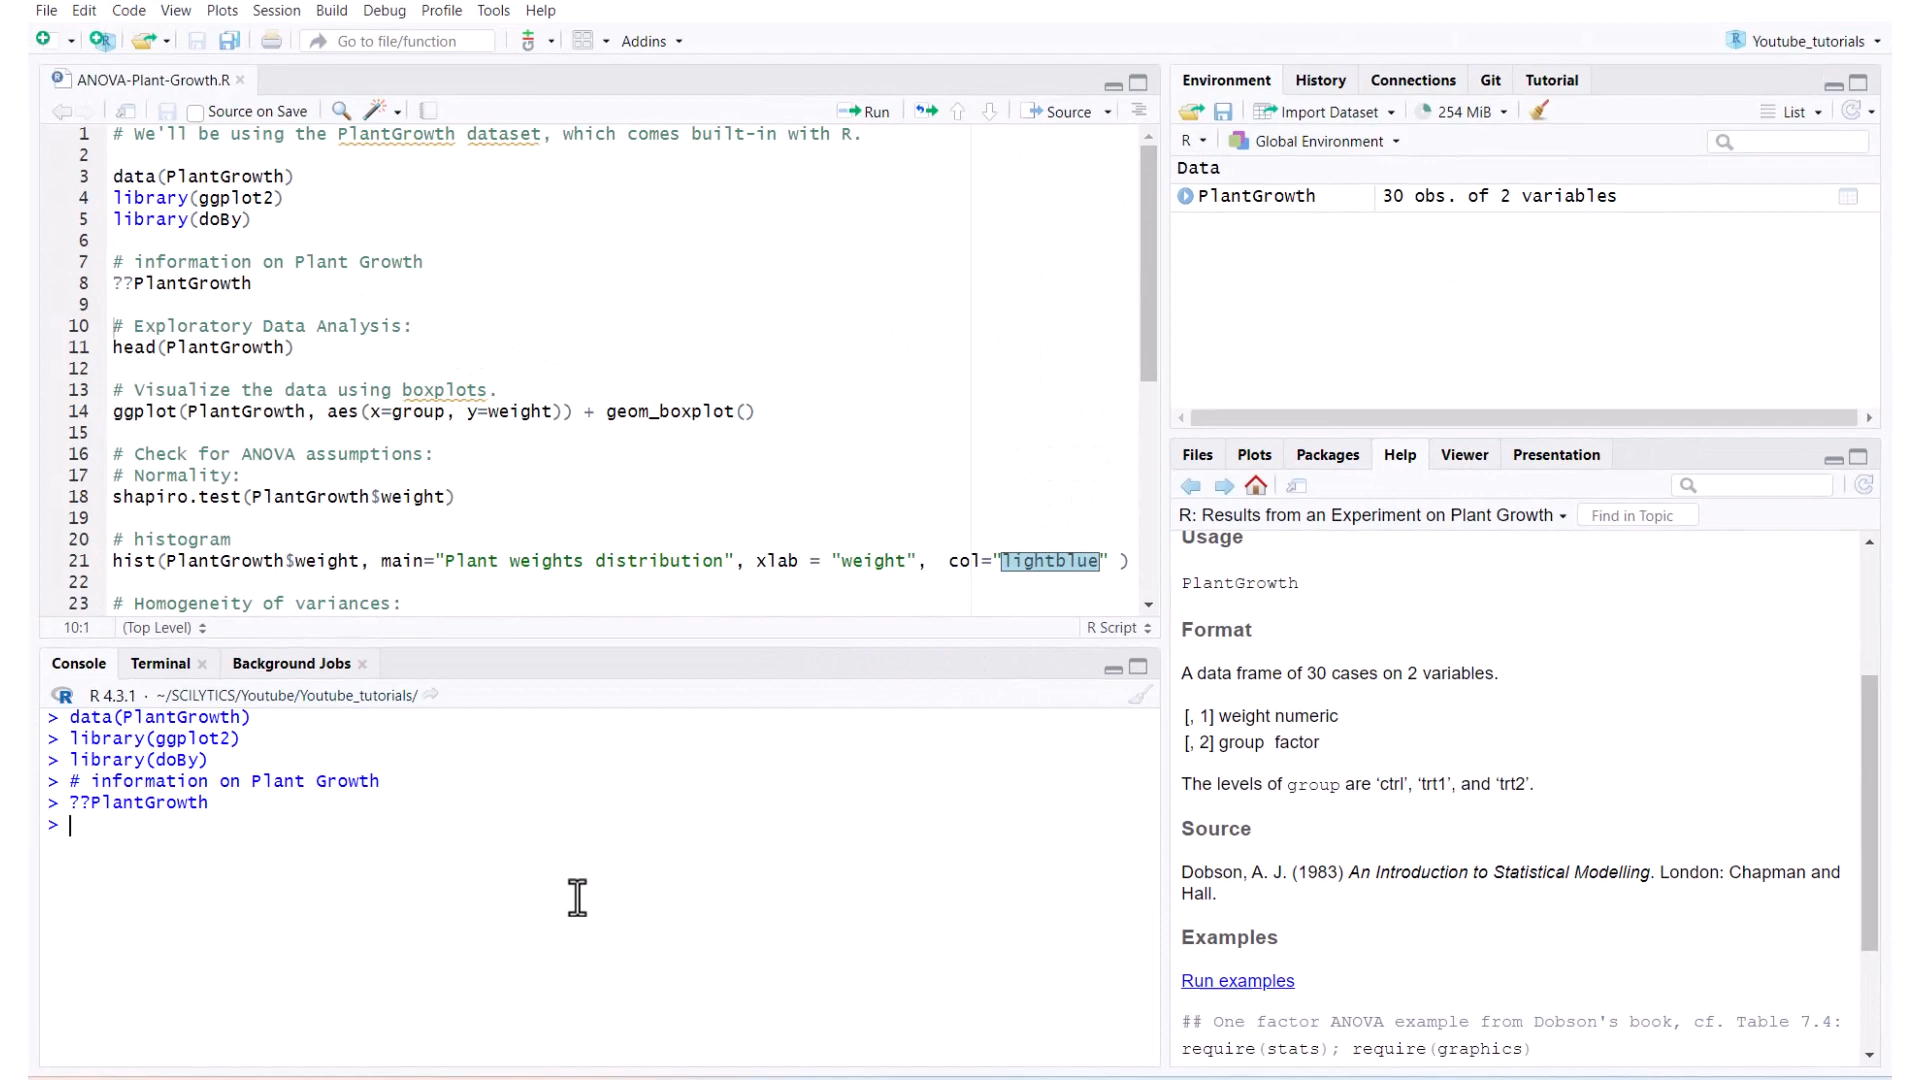 File Edit Code View Plots Session Build Debug Profile Tools Help
Go to file/function
Addins
Youtube_tutorials
ANOVA-Plant-Growth.R
Source on Save
Run
Source
1 # We'll be using the PlantGrowth dataset, which comes built-in with R.
2
3 data(PlantGrowth)
4 library(ggplot2)
5 library(doBy)
6
7 # information on Plant Growth
8 ??PlantGrowth
9
10 # Exploratory Data Analysis:
11 head(PlantGrowth)
12
13 # Visualize the data using boxplots.
14 ggplot(PlantGrowth, aes(x=group, y=weight)) + geom_boxplot()
15
16 # Check for ANOVA assumptions:
17 # Normality:
18 shapiro.test(PlantGrowth$weight)
19
20 # histogram
21 hist(PlantGrowth$weight, main="Plant weights distribution", xlab = "weight",  col="lightblue" )
22
23 # Homogeneity of variances:
10:1 (Top Level) R Script
Console Terminal Background Jobs
R 4.3.1 · ~/SCILYTICS/Youtube/Youtube_tutorials/
> data(PlantGrowth)
> library(ggplot2)
> library(doBy)
> # information on Plant Growth
> ??PlantGrowth
>
Environment History Connections Git Tutorial
Import Dataset 254 MiB List
R Global Environment
Data
PlantGrowth 30 obs. of 2 variables
Files Plots Packages Help Viewer Presentation
R: Results from an Experiment on Plant Growth Find in Topic
Usage
PlantGrowth
Format
A data frame of 30 cases on 2 variables.
[, 1] weight numeric
[, 2] group factor
The levels of group are ‘ctrl’, ‘trt1’, and ‘trt2’.
Source
Dobson, A. J. (1983) An Introduction to Statistical Modelling. London: Chapman and
Hall.
Examples
Run examples
## One factor ANOVA example from Dobson's book, cf. Table 7.4:
require(stats); require(graphics)